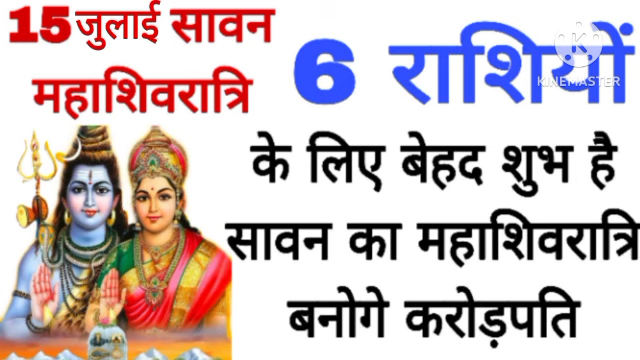 15 जुलाई सावन
महाशिवरात्रि
6 राशियों
KINEMASTER
के लिए बेहद शुभ है
सावन का महाशिवरात्रि
बनोगे करोड़पति